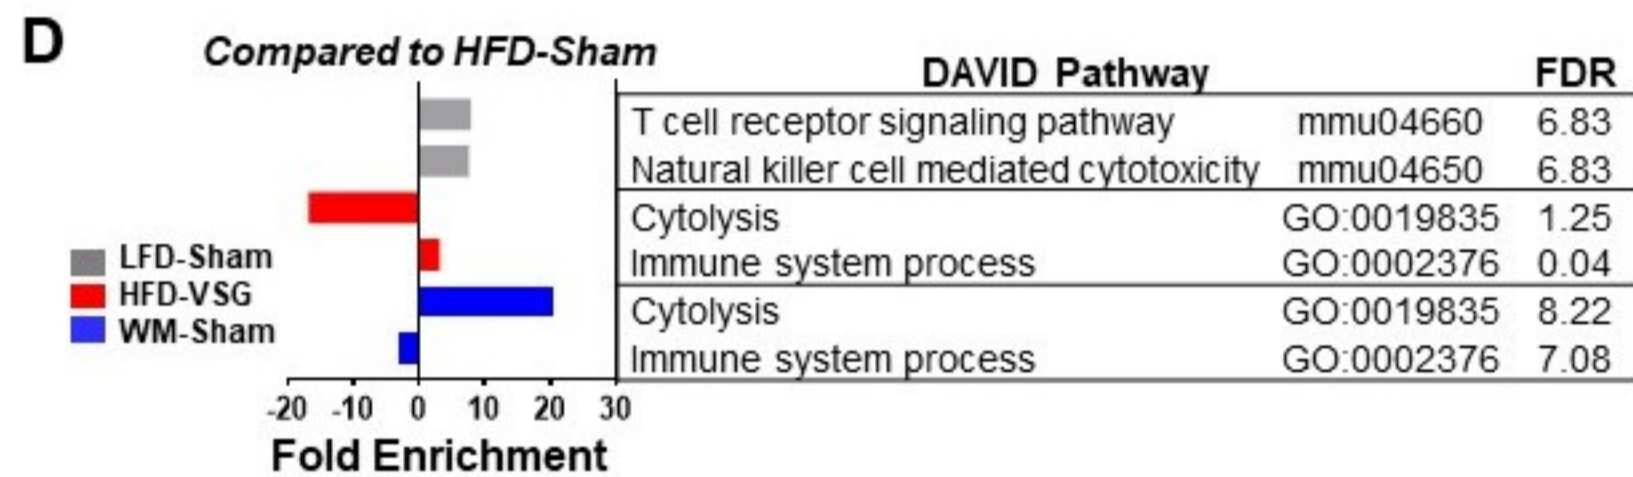 D
Compared to HFD-Sham
DAVID Pathway FDR
T cell receptor signaling pathway mmu04660 6.83
Natural killer cell mediated cytotoxicity mmu04650 6.83
Cytolysis GO:0019835 1.25
Immune system process GO:0002376 0.04
Cytolysis GO:0019835 8.22
Immune system process GO:0002376 7.08
LFD-Sham
HFD-VSG
WM-Sham
-20 -10 0 10 20 30
Fold Enrichment